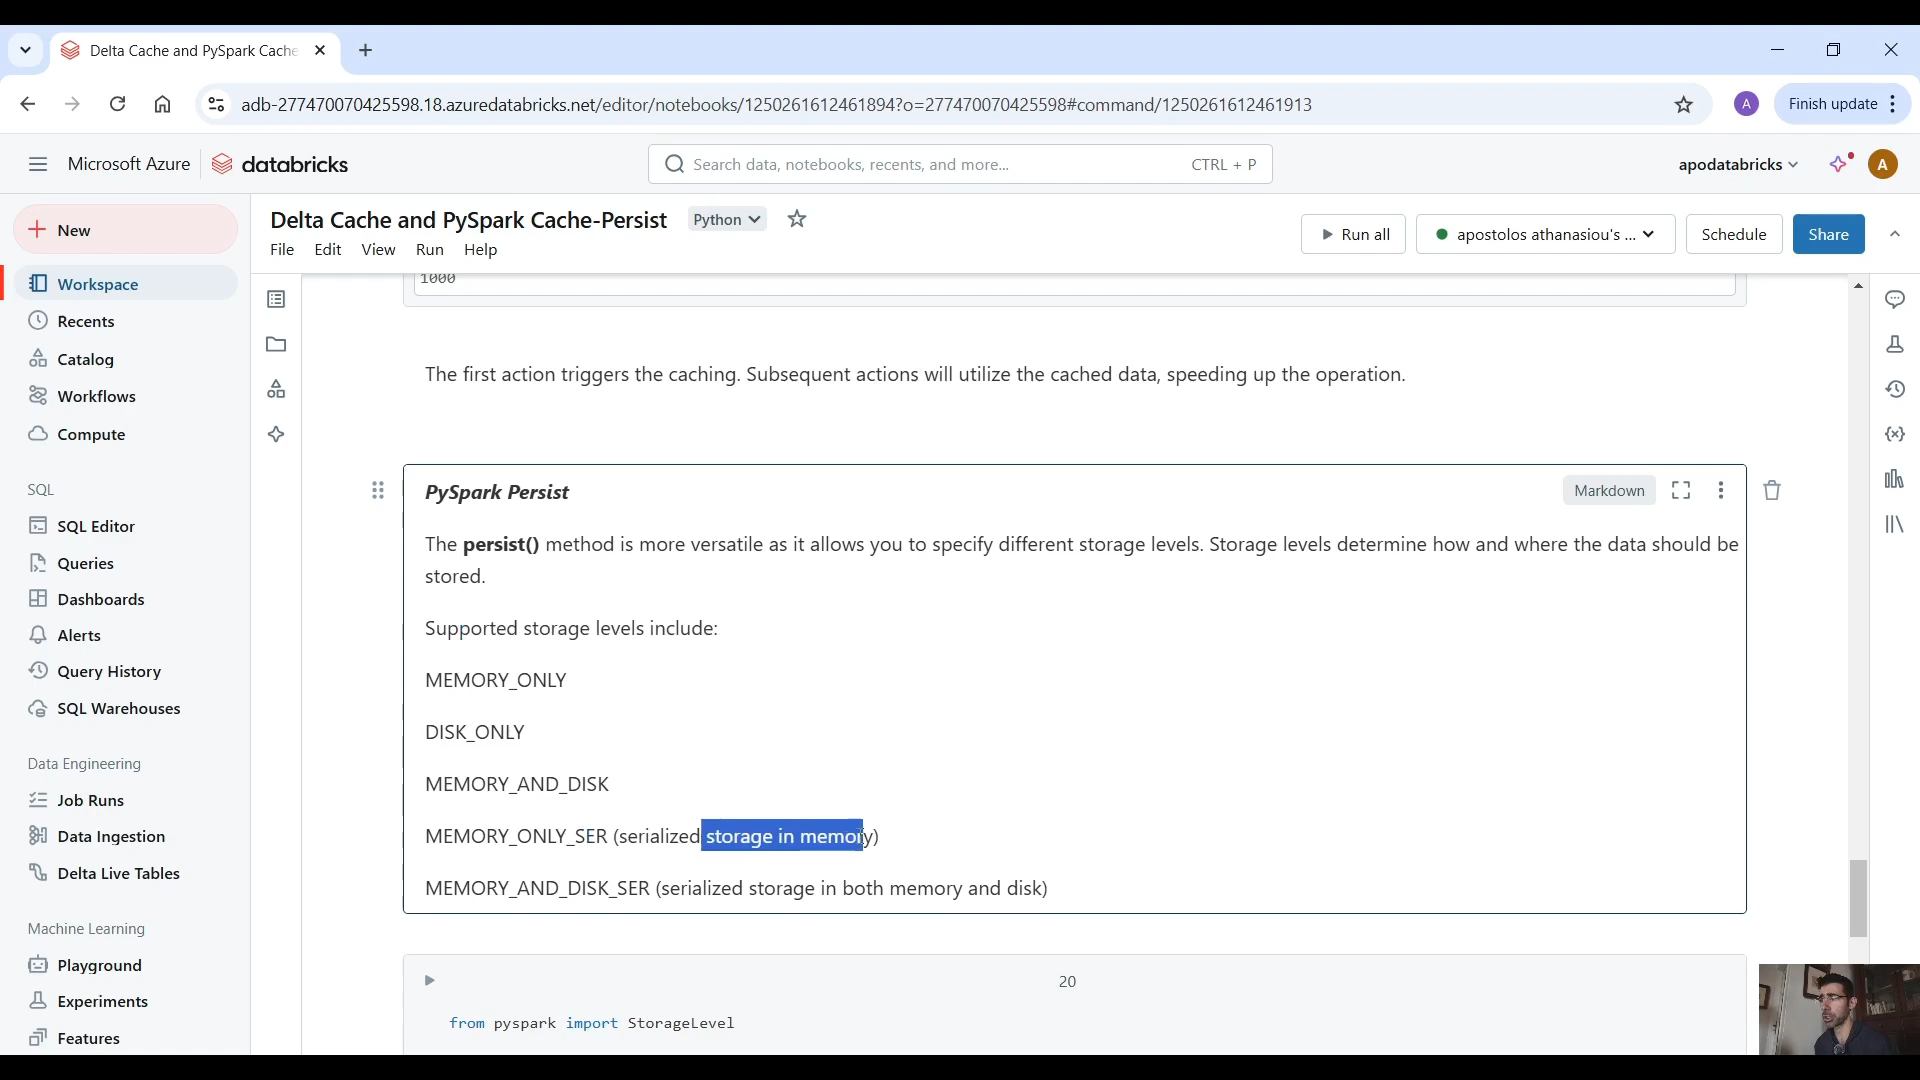 Delta Cache and PySpark Cache
adb-277470070425598.18.azuredatabricks.net/editor/notebooks/1250261612461894?o=277470070425598#command/1250261612461913
A
Finish update
Microsoft Azure
databricks
Search data, notebooks, recents, and more...
CTRL + P
apodatabricks
A
New
Workspace
Recents
Catalog
Workflows
Compute
SQL
SQL Editor
Queries
Dashboards
Alerts
Query History
SQL Warehouses
Data Engineering
Job Runs
Data Ingestion
Delta Live Tables
Machine Learning
Playground
Experiments
Features
Delta Cache and PySpark Cache-Persist
Python
File Edit View Run Help
Run all
apostolos athanasiou's ...
Schedule
Share
1000
The first action triggers the caching. Subsequent actions will utilize the cached data, speeding up the operation.
PySpark Persist
Markdown
The persist() method is more versatile as it allows you to specify different storage levels. Storage levels determine how and where the data should be
stored.
Supported storage levels include:
MEMORY_ONLY
DISK_ONLY
MEMORY_AND_DISK
MEMORY_ONLY_SER (serialized storage in memory)
MEMORY_AND_DISK_SER (serialized storage in both memory and disk)
20
from pyspark import StorageLevel